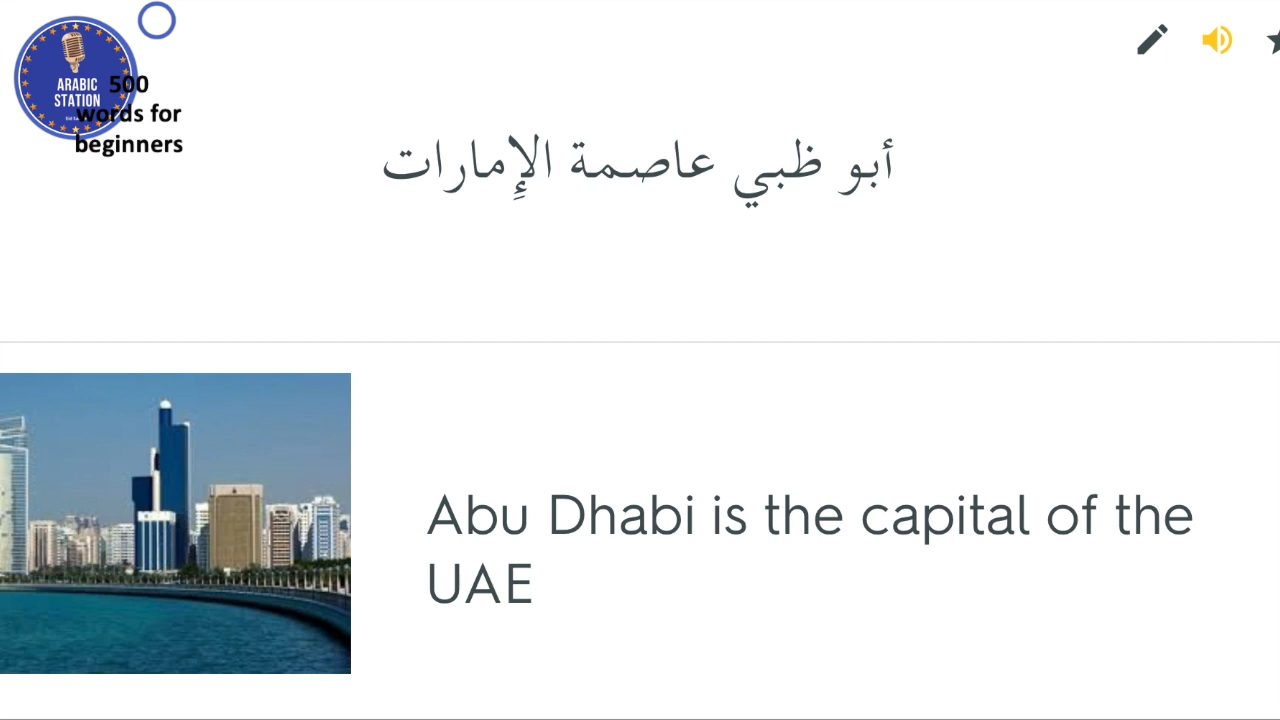 ARABIC
STATION
500
words for
beginners
أبو ظبي عاصمة الإِمارات
Abu Dhabi is the capital of the
UAE